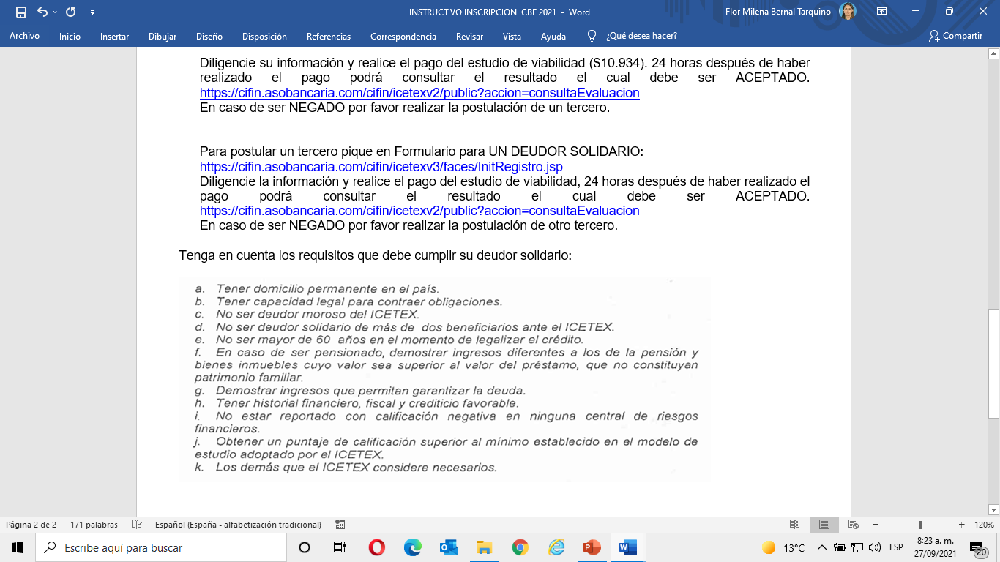 INSTRUCTIVO INSCRIPCION ICBF 2021 - Word
Flor Milena Bernal Tarquino
Archivo Inicio Insertar Dibujar Diseño Disposición Referencias Correspondencia Revisar Vista Ayuda ¿Qué desea hacer? Compartir
Diligencie su información y realice el pago del estudio de viabilidad ($10.934). 24 horas después de haber
realizado el pago podrá consultar el resultado el cual debe ser ACEPTADO.
https://cifin.asobancaria.com/cifin/icetexv2/public?accion=consultaEvaluacion
En caso de ser NEGADO por favor realizar la postulación de un tercero.
Para postular un tercero pique en Formulario para UN DEUDOR SOLIDARIO:
https://cifin.asobancaria.com/cifin/icetexv3/faces/InitRegistro.jsp
Diligencie la información y realice el pago del estudio de viabilidad, 24 horas después de haber realizado el
pago podrá consultar el resultado el cual debe ser ACEPTADO.
https://cifin.asobancaria.com/cifin/icetexv2/public?accion=consultaEvaluacion
En caso de ser NEGADO por favor realizar la postulación de otro tercero.
Tenga en cuenta los requisitos que debe cumplir su deudor solidario:
a. Tener domicilio permanente en el país.
b. Tener capacidad legal para contraer obligaciones.
c. No ser deudor moroso del ICETEX.
d. No ser deudor solidario de más de dos beneficiarios ante el ICETEX.
e. No ser mayor de 60 años en el momento de legalizar el crédito.
f. En caso de ser pensionado, demostrar ingresos diferentes a los de la pensión y
bienes inmuebles cuyo valor sea superior al valor del préstamo, que no constituyan
patrimonio familiar.
g. Demostrar ingresos que permitan garantizar la deuda.
h. Tener historial financiero, fiscal y crediticio favorable.
i. No estar reportado con calificación negativa en ninguna central de riesgos
financieros.
j. Obtener un puntaje de calificación superior al mínimo establecido en el modelo de
estudio adoptado por el ICETEX.
k. Los demás que el ICETEX considere necesarios.
Página 2 de 2 171 palabras Español (España - alfabetización tradicional) 120%
Escribe aquí para buscar
13°C ESP
8:23 a. m.
27/09/2021
20